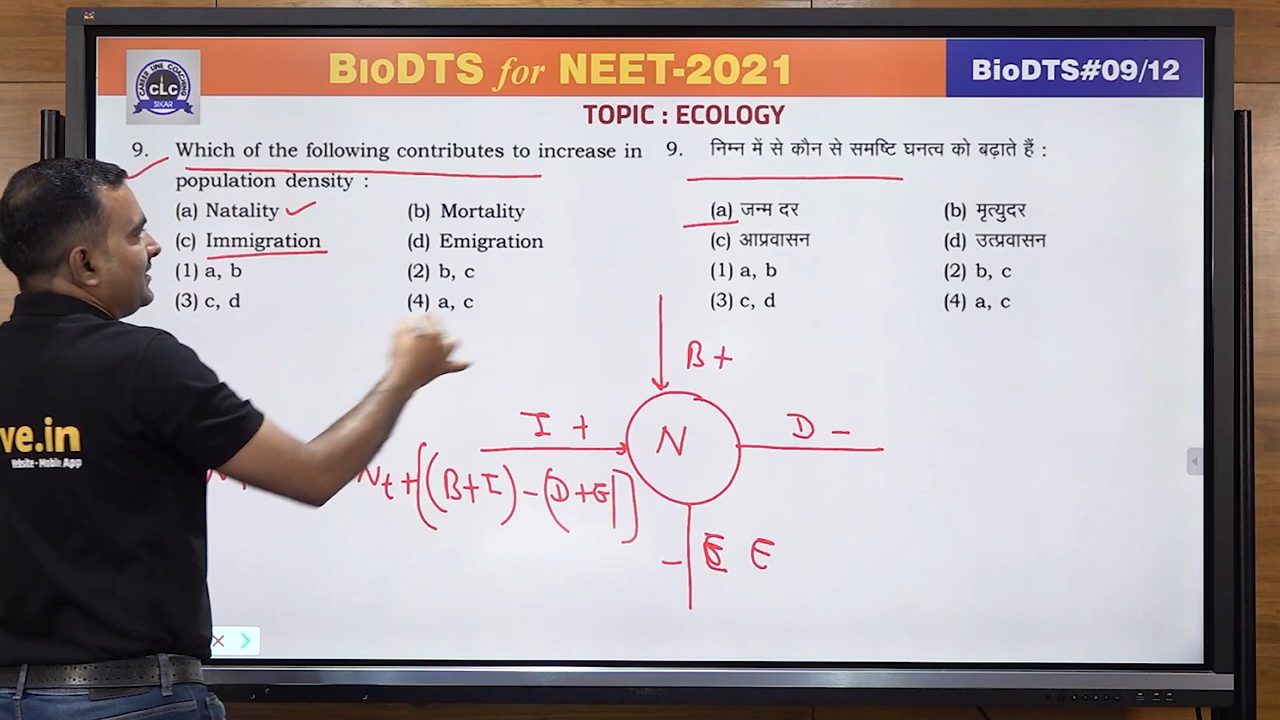 BIODTS for NEET-2021
BIODTS#09/12
CAREER LINE COACHING
CLC
SIKAR
TOPIC : ECOLOGY
9. Which of the following contributes to increase in
population density :
(a) Natality (b) Mortality
(c) Immigration (d) Emigration
(1) a, b (2) b, c
(3) c, d (4) a, c
9. निम्न में से कौन से समष्टि घनत्व को बढ़ाते हैं :
(a) जन्म दर (b) मृत्युदर
(c) आप्रवासन (d) उत्प्रवासन
(1) a, b (2) b, c
(3) c, d (4) a, c
B +
I +
N
D -
Nt + [(B+I) - (D+E)]
- E E
ve.in